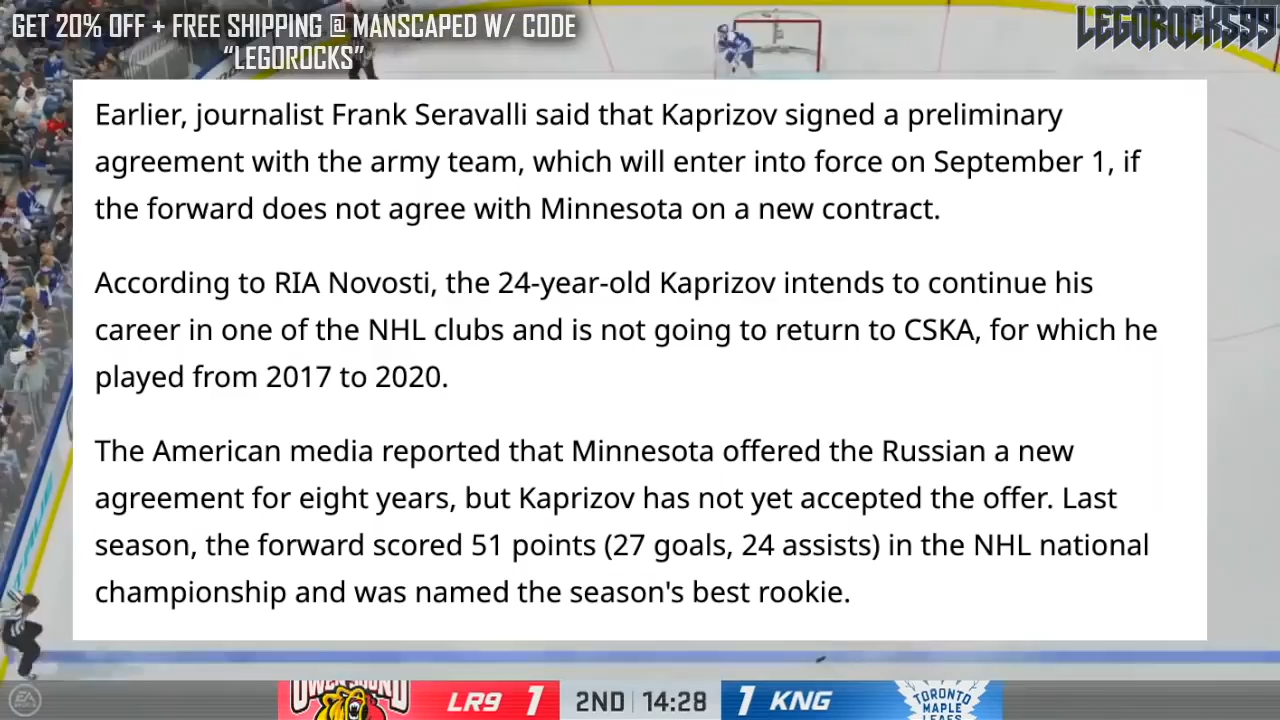 GET 20% OFF + FREE SHIPPING @ MANSCAPED W/ CODE
"LEGOROCKS"
LEGOROCKS99
Earlier, journalist Frank Seravalli said that Kaprizov signed a preliminary
agreement with the army team, which will enter into force on September 1, if
the forward does not agree with Minnesota on a new contract.
According to RIA Novosti, the 24-year-old Kaprizov intends to continue his
career in one of the NHL clubs and is not going to return to CSKA, for which he
played from 2017 to 2020.
The American media reported that Minnesota offered the Russian a new
agreement for eight years, but Kaprizov has not yet accepted the offer. Last
season, the forward scored 51 points (27 goals, 24 assists) in the NHL national
championship and was named the season's best rookie.
EA
OWEN SOUND
LR9 1 2ND 14:28 1 KNG
TORONTO
MAPLE
LEAFS